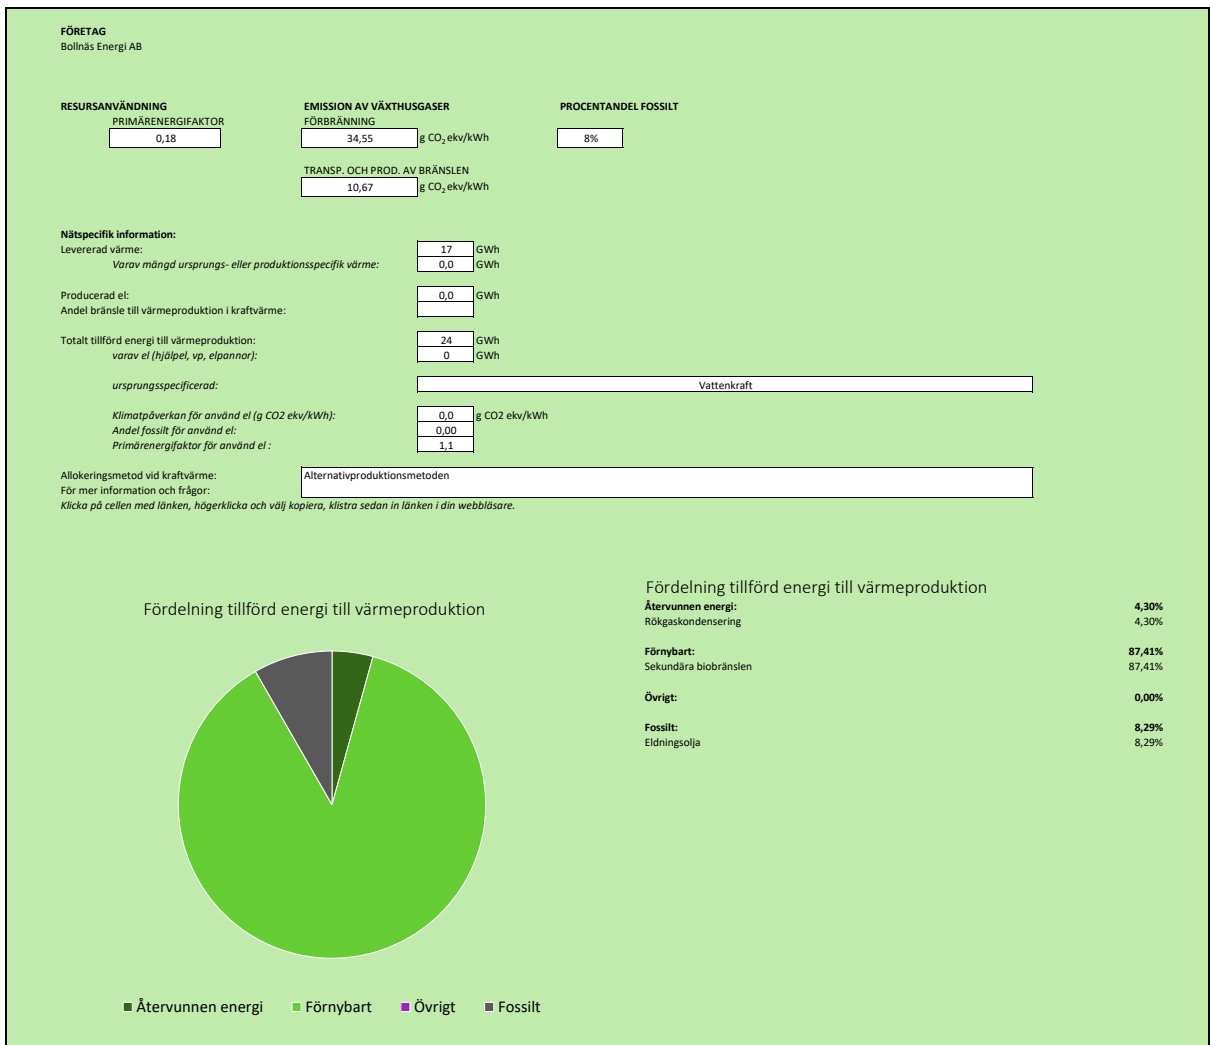 FÖRETAG
Bollnäs Energi AB
RESURSANVÄNDNING EMISSION AV VÄXTHUSGASER PROCENTANDEL FOSSILT
PRIMÄRENERGIFAKTOR FÖRBRÄNNING
0,18 34,55 g CO₂ ekv/kWh 8%
TRANSP. OCH PROD. AV BRÄNSLEN
10,67 g CO₂ ekv/kWh
Nätspecifik information:
Levererad värme: 17 GWh
Varav mängd ursprungs- eller produktionsspecifik värme: 0,0 GWh
Producerad el: 0,0 GWh
Andel bränsle till värmeproduktion i kraftvärme:
Totalt tillförd energi till värmeproduktion: 24 GWh
varav el (hjälpel, vp, elpannor): 0 GWh
ursprungsspecificerad: Vattenkraft
Klimatpåverkan för använd el (g CO2 ekv/kWh): 0,0 g CO2 ekv/kWh
Andel fossilt för använd el: 0,00
Primärenergifaktor för använd el : 1,1
Allokeringsmetod vid kraftvärme: Alternativproduktionsmetoden
För mer information och frågor:
Klicka på cellen med länken, högerklicka och välj kopiera, klistra sedan in länken i din webbläsare.
Fördelning tillförd energi till värmeproduktion
Återvunnen energi
Förnybart
Övrigt
Fossilt
Fördelning tillförd energi till värmeproduktion
Återvunnen energi: 4,30%
Rökgaskondensering 4,30%
Förnybart: 87,41%
Sekundära biobränslen 87,41%
Övrigt: 0,00%
Fossilt: 8,29%
Eldningsolja 8,29%